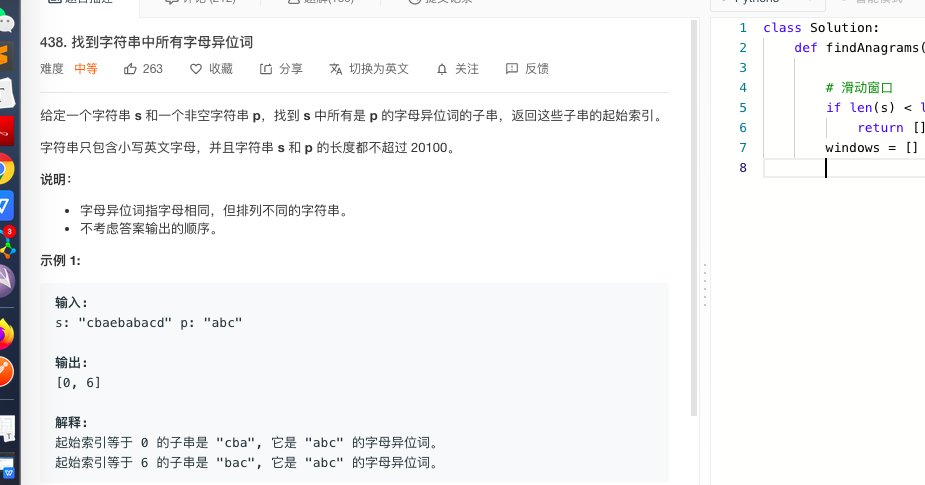 438. 找到字符串中所有字母异位词
难度 中等 263 收藏 分享 切换为英文 关注 反馈
给定一个字符串 s 和一个非空字符串 p，找到 s 中所有是 p 的字母异位词的子串，返回这些子串的起始索引。
字符串只包含小写英文字母，并且字符串 s 和 p 的长度都不超过 20100。
说明：
• 字母异位词指字母相同，但排列不同的字符串。
• 不考虑答案输出的顺序。
示例 1:
输入:
s: "cbaebabacd" p: "abc"
输出:
[0, 6]
解释:
起始索引等于 0 的子串是 "cba", 它是 "abc" 的字母异位词。
起始索引等于 6 的子串是 "bac", 它是 "abc" 的字母异位词。
1 class Solution:
2 def findAnagrams(
3
4 # 滑动窗口
5 if len(s) < l
6 return []
7 windows = []
8
3